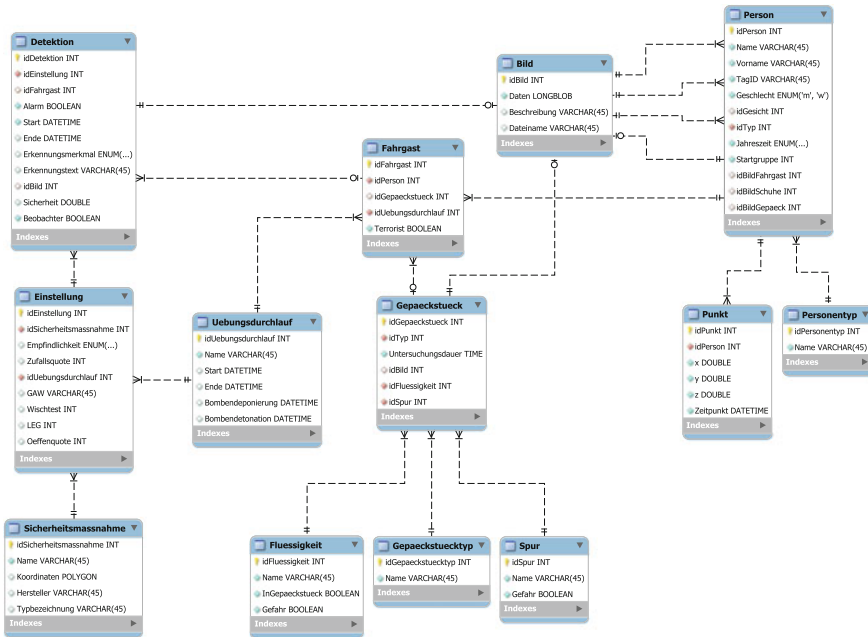 Detektion
idDetektion INT
idEinstellung INT
idFahrgast INT
Alarm BOOLEAN
Start DATETIME
Ende DATETIME
Erkennungsmerkmal ENUM(...)
Erkennungstext VARCHAR(45)
idBild INT
Sicherheit DOUBLE
Beobachter BOOLEAN
Indexes
Bild
idBild INT
Daten LONGBLOB
Beschreibung VARCHAR(45)
Dateiname VARCHAR(45)
Indexes
Person
idPerson INT
Name VARCHAR(45)
Vorname VARCHAR(45)
TagID VARCHAR(45)
Geschlecht ENUM('m', 'w')
idGesicht INT
idTyp INT
Jahreszeit ENUM(...)
Startgruppe INT
idBildFahrgast INT
idBildSchuhe INT
idBildGepaeck INT
Indexes
Fahrgast
idFahrgast INT
idPerson INT
idGepaeckstueck INT
idUebungsdurchlauf INT
Terrorist BOOLEAN
Indexes
Einstellung
idEinstellung INT
idSicherheitsmassnahme INT
Empfindlichkeit ENUM(...)
Zufallsquote INT
idUebungsdurchlauf INT
GAW VARCHAR(45)
Wischtest INT
LEG INT
Oeffenquote INT
Indexes
Uebungsdurchlauf
idUebungsdurchlauf INT
Name VARCHAR(45)
Start DATETIME
Ende DATETIME
Bombendeponierung DATETIME
Bombendetonation DATETIME
Indexes
Gepaeckstueck
idGepaeckstueck INT
idTyp INT
Untersuchungsdauer TIME
idBild INT
idFluessigkeit INT
idSpur INT
Indexes
Punkt
idPunkt INT
idPerson INT
x DOUBLE
y DOUBLE
z DOUBLE
Zeitpunkt DATETIME
Indexes
Personentyp
idPersonentyp INT
Name VARCHAR(45)
Indexes
Sicherheitsmassnahme
idSicherheitsmassnahme INT
Name VARCHAR(45)
Koordinaten POLYGON
Hersteller VARCHAR(45)
Typbezeichnung VARCHAR(45)
Indexes
Fluessigkeit
idFluessigkeit INT
Name VARCHAR(45)
InGepaeckstueck BOOLEAN
Gefahr BOOLEAN
Indexes
Gepaeckstuecktyp
idGepaeckstuecktyp INT
Name VARCHAR(45)
Indexes
Spur
idSpur INT
Name VARCHAR(45)
Gefahr BOOLEAN
Indexes